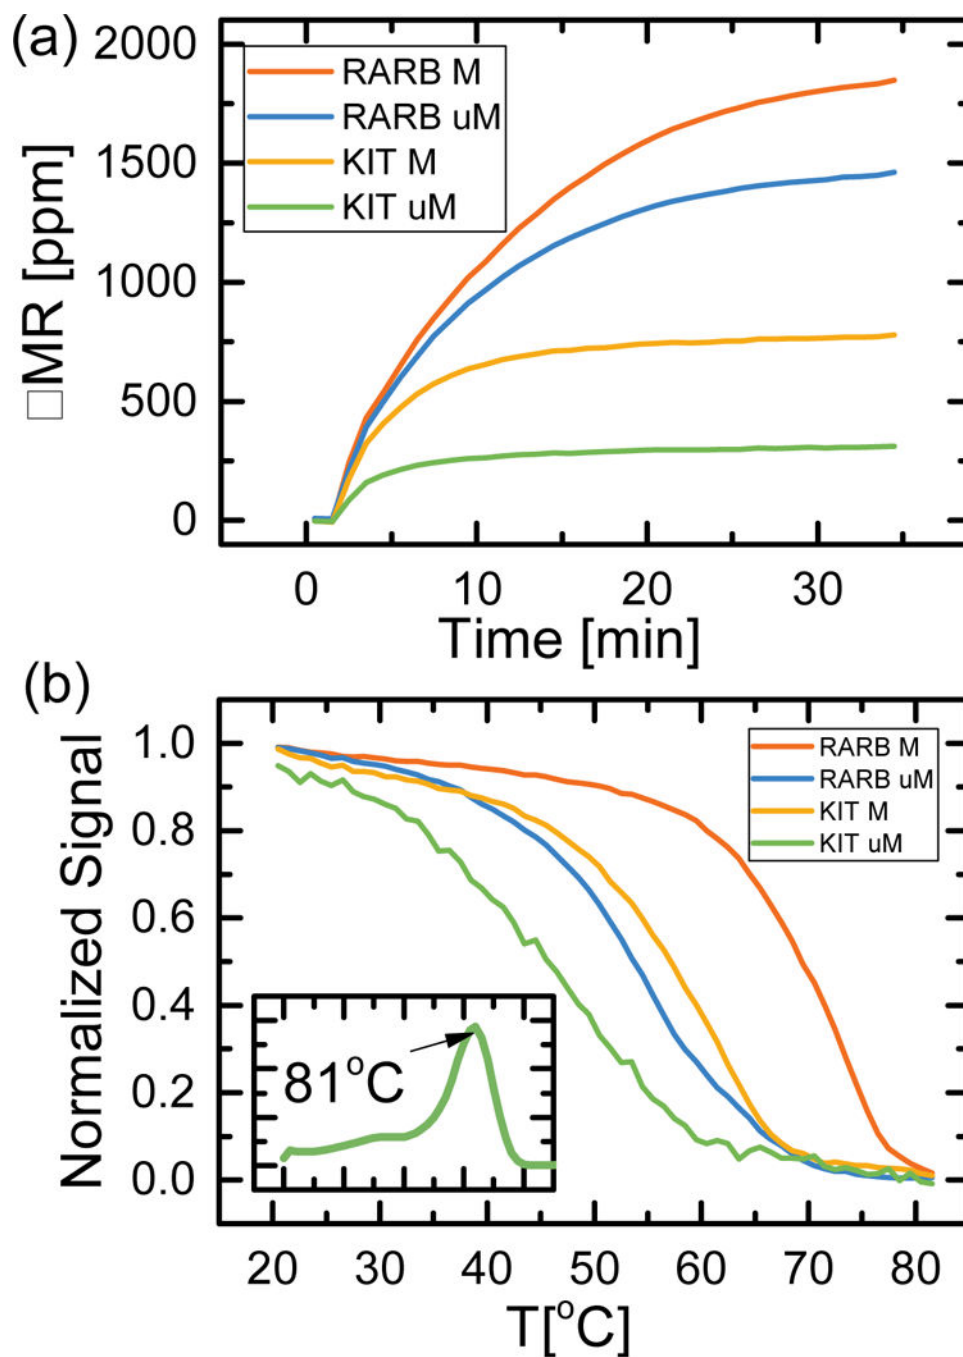 (a)
2000
1500
1000
500
0
□MR [ppm]
RARB M
RARB uM
KIT M
KIT uM
0 10 20 30
Time [min]
(b)
1.0
0.8
0.6
0.4
0.2
0.0
Normalized Signal
RARB M
RARB uM
KIT M
KIT uM
81°C
20 30 40 50 60 70 80
T[°C]